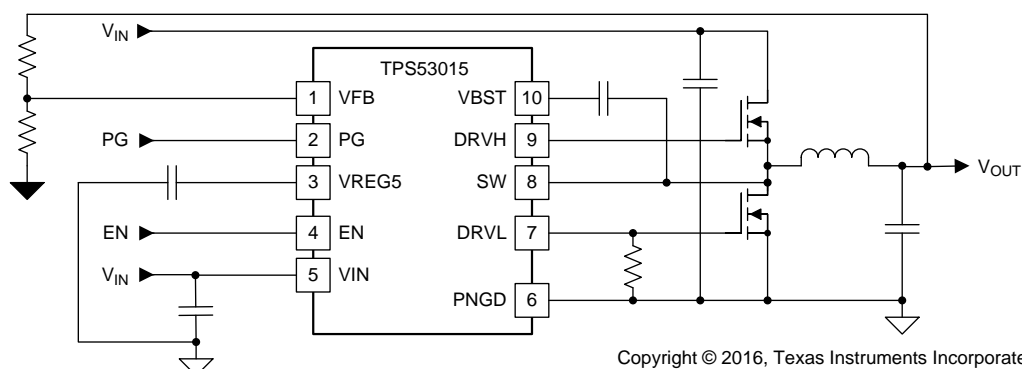 V_IN
TPS53015
1 VFB
VBST 10
PG
2 PG
DRVH 9
3 VREG5
SW 8
V_OUT
EN
4 EN
DRVL 7
V_IN
5 VIN
PNGD 6
Copyright © 2016, Texas Instruments Incorporate